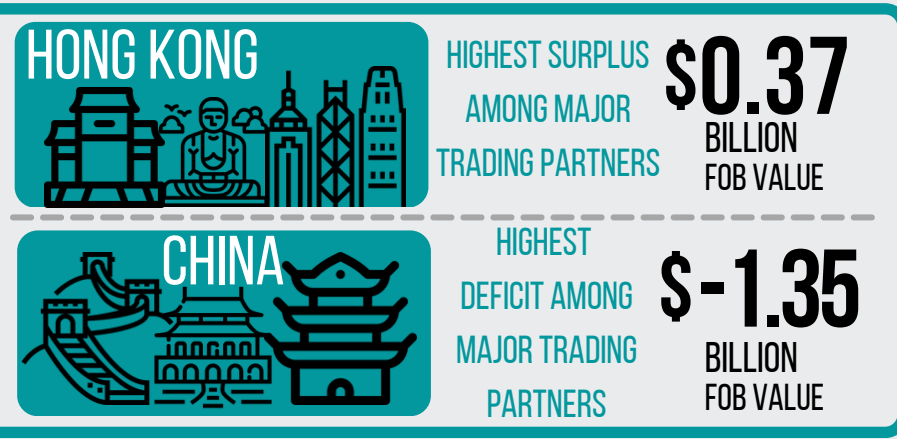 HONG KONG
HIGHEST SURPLUS
AMONG MAJOR
TRADING PARTNERS
$0.37
BILLION
FOB VALUE
CHINA
HIGHEST
DEFICIT AMONG
MAJOR TRADING
PARTNERS
$-1.35
BILLION
FOB VALUE